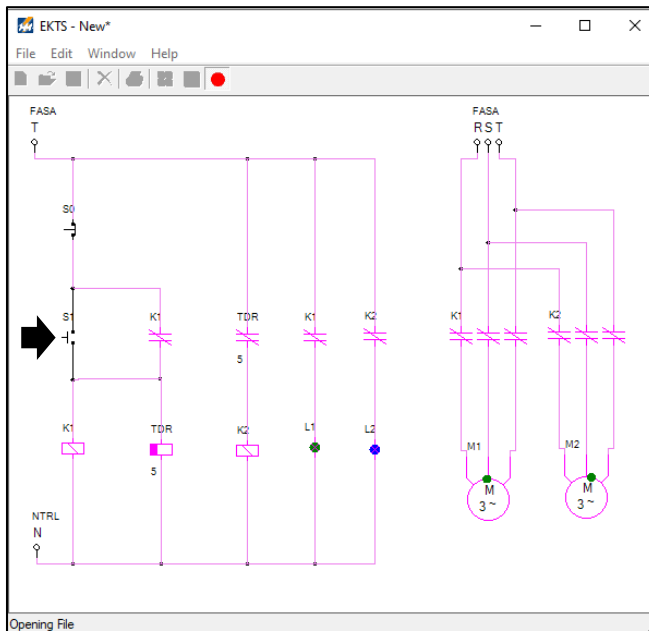 EKTS - New*
File Edit Window Help
FASA
T
FASA
R S T
S0
S1
K1
TDR
5
K1
K2
K1
K2
K1
TDR
5
K2
L1
L2
M1
M
3 ~
M2
M
3 ~
NTRL
N
Opening File